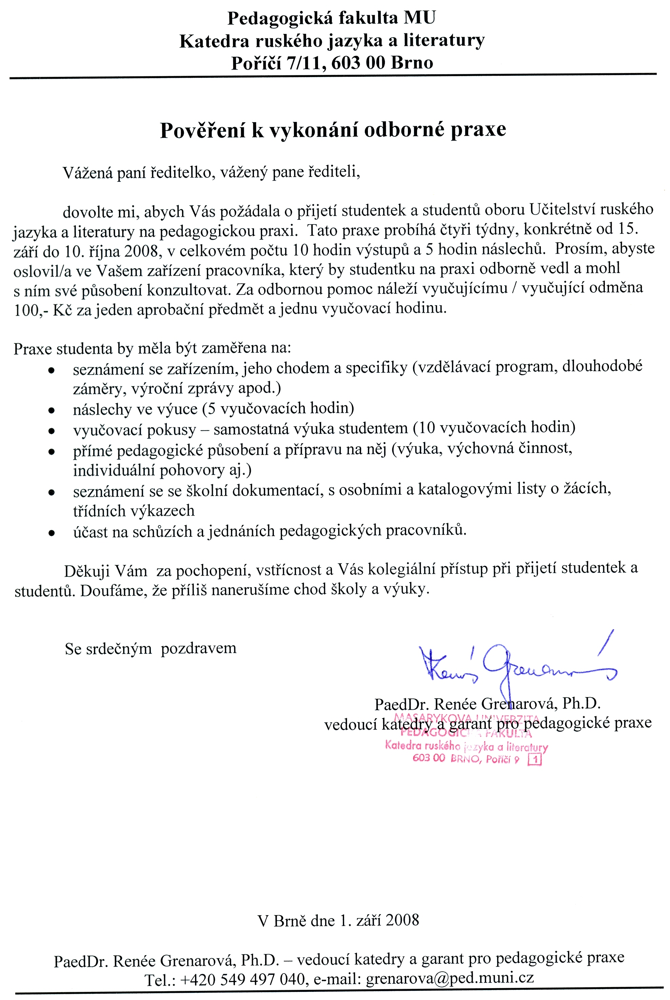 Pedagogická fakulta MU
Katedra ruského jazyka a literatury
Poříčí 7/11, 603 00 Brno
Pověření k vykonání odborné praxe
Vážená paní ředitelko, vážený pane řediteli,
dovolte mi, abych Vás požádala o přijetí studentek a studentů oboru Učitelství ruského
jazyka a literatury na pedagogickou praxi.  Tato praxe probíhá čtyři týdny, konkrétně od 15.
září do 10. října 2008, v celkovém počtu 10 hodin výstupů a 5 hodin náslechů.  Prosím, abyste
oslovil/a ve Vašem zařízení pracovníka, který by studentku na praxi odborně vedl a mohl
s ním své působení konzultovat. Za odbornou pomoc náleží vyučujícímu / vyučující odměna
100,- Kč za jeden aprobační předmět a jednu vyučovací hodinu.
Praxe studenta by měla být zaměřena na:
• seznámení se zařízením, jeho chodem a specifiky (vzdělávací program, dlouhodobé
záměry, výroční zprávy apod.)
• náslechy ve výuce (5 vyučovacích hodin)
• vyučovací pokusy – samostatná výuka studentem (10 vyučovacích hodin)
• přímé pedagogické působení a přípravu na něj (výuka, výchovná činnost,
individuální pohovory aj.)
• seznámení se se školní dokumentací, s osobními a katalogovými listy o žácích,
třídních výkazech
• účast na schůzích a jednáních pedagogických pracovníků.
Děkuji Vám  za pochopení, vstřícnost a Vás kolegiální přístup při přijetí studentek a
studentů. Doufáme, že příliš nanerušíme chod školy a výuky.
Se srdečným  pozdravem
PaedDr. Renée Grenarová, Ph.D.
vedoucí katedry a garant pro pedagogické praxe
MASARYKOVA UNIVERZITA
PEDAGOGICKÁ FAKULTA
Katedra ruského jazyka a literatury
603 00 BRNO, Poříčí 9 1
V Brně dne 1. září 2008
PaedDr. Renée Grenarová, Ph.D. – vedoucí katedry a garant pro pedagogické praxe
Tel.: +420 549 497 040, e-mail: grenarova@ped.muni.cz